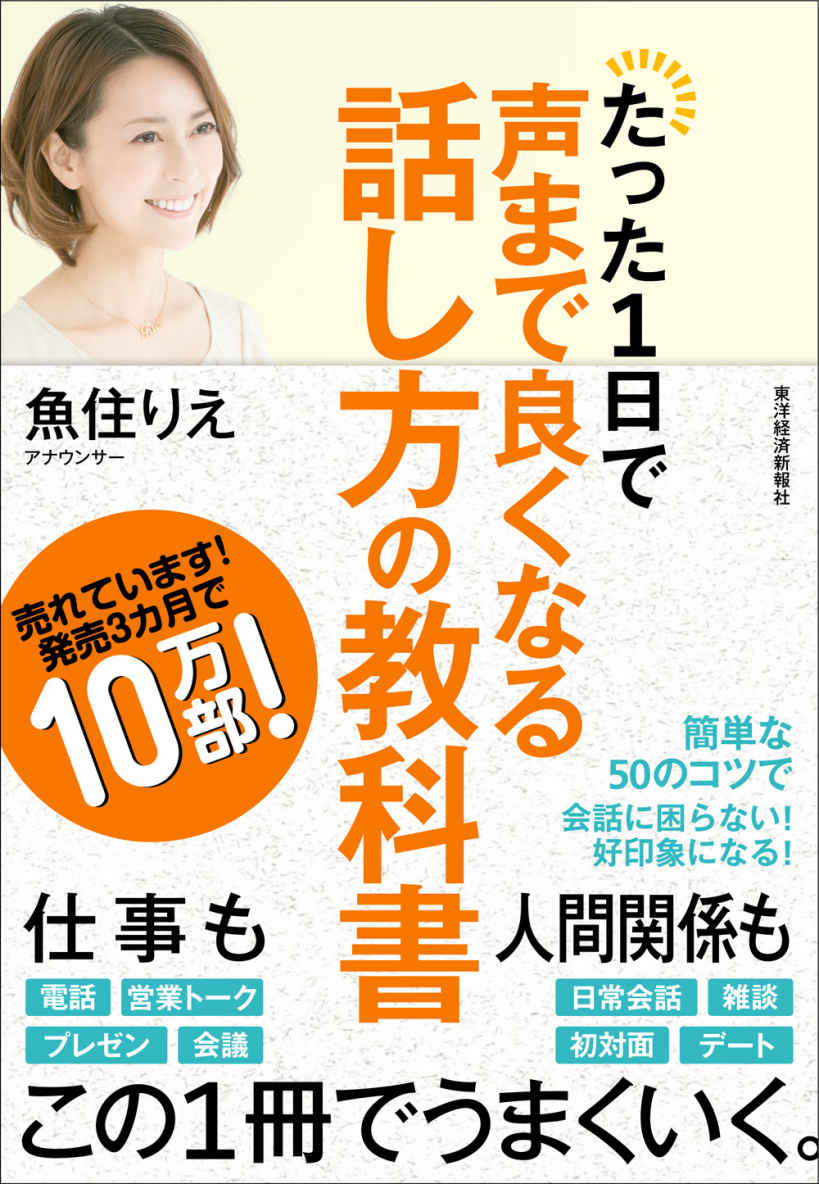 たった1日で
声まで良くなる
話し方の教科書
魚住りえ
アナウンサー
東洋経済新報社
売れています!
発売3カ月で
10万部!
簡単な
50のコツで
会話に困らない!
好印象になる!
仕事も
電話 営業トーク
プレゼン 会議
人間関係も
日常会話 雑談
初対面 デート
この1冊でうまくいく。